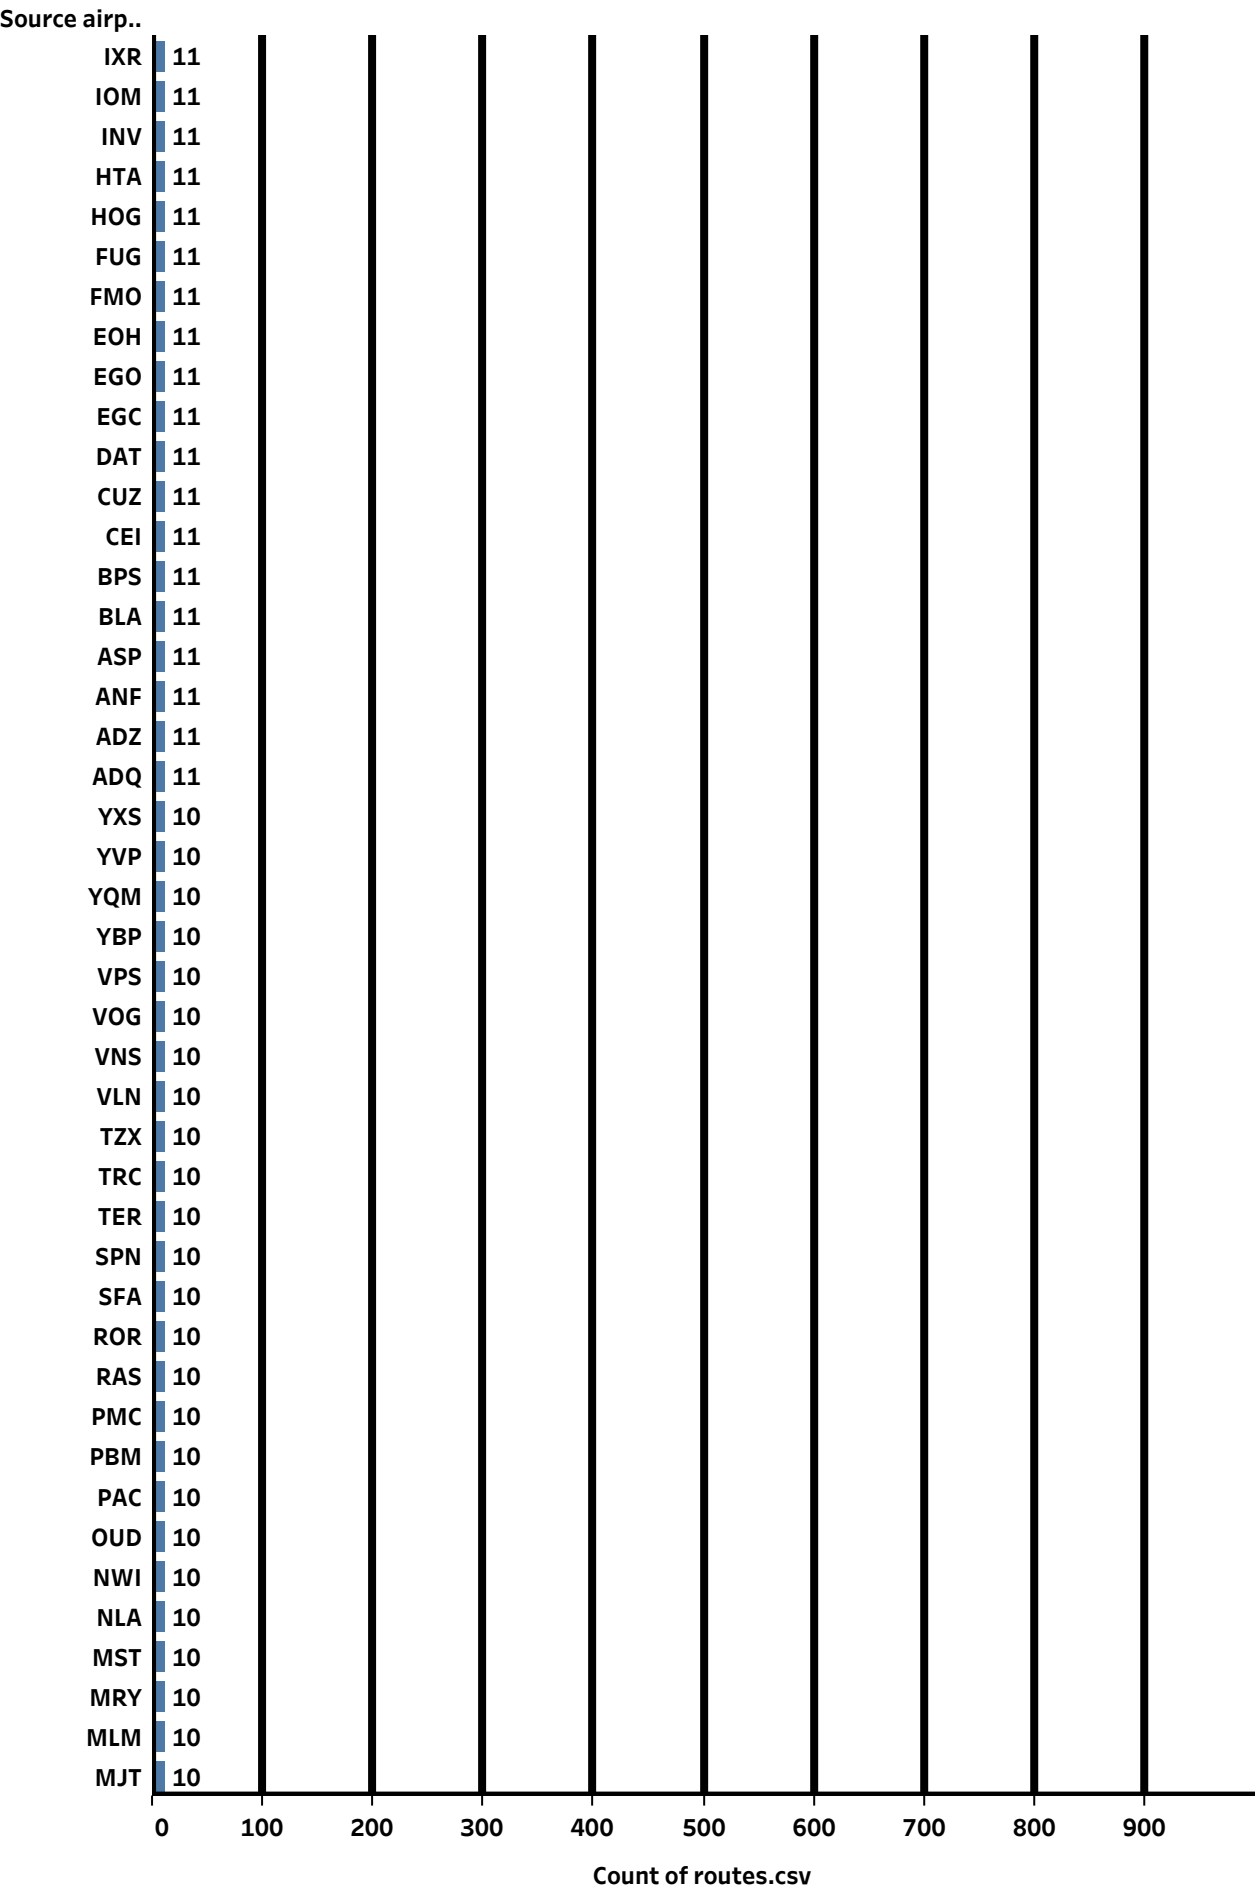 Source airp..
IXR 11
IOM 11
INV 11
HTA 11
HOG 11
FUG 11
FMO 11
EOH 11
EGO 11
EGC 11
DAT 11
CUZ 11
CEI 11
BPS 11
BLA 11
ASP 11
ANF 11
ADZ 11
ADQ 11
YXS 10
YVP 10
YQM 10
YBP 10
VPS 10
VOG 10
VNS 10
VLN 10
TZX 10
TRC 10
TER 10
SPN 10
SFA 10
ROR 10
RAS 10
PMC 10
PBM 10
PAC 10
OUD 10
NWI 10
NLA 10
MST 10
MRY 10
MLM 10
MJT 10
0 100 200 300 400 500 600 700 800 900
Count of routes.csv